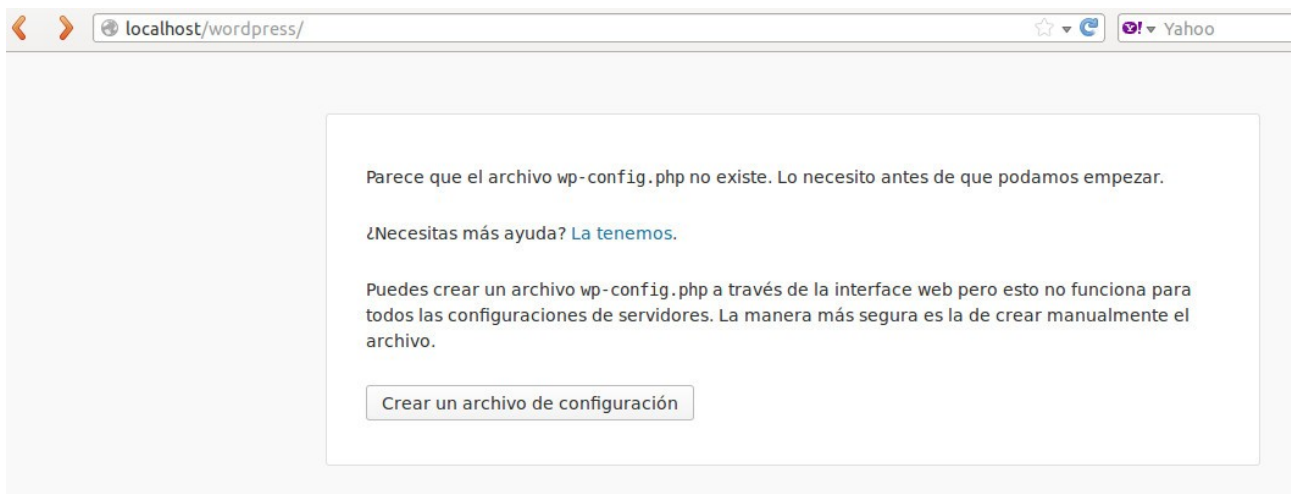 localhost/wordpress/
Yahoo
Parece que el archivo wp-config.php no existe. Lo necesito antes de que podamos empezar.
¿Necesitas más ayuda? La tenemos.
Puedes crear un archivo wp-config.php a través de la interface web pero esto no funciona para
todos las configuraciones de servidores. La manera más segura es la de crear manualmente el
archivo.
Crear un archivo de configuración